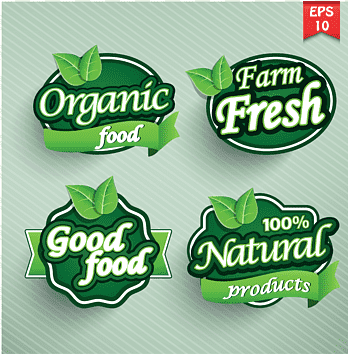 EPS
10
Organic
food
Farm
Fresh
Good
food
100%
Natural
products